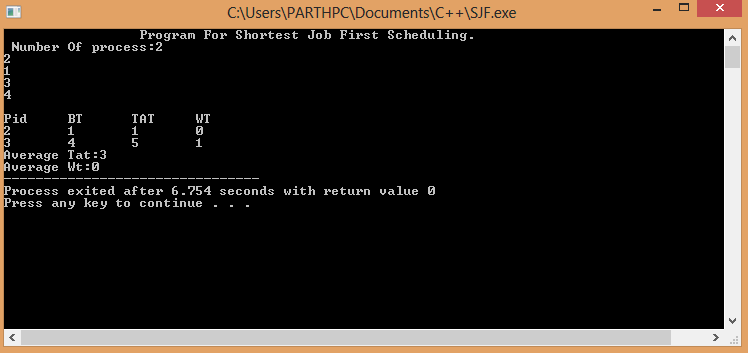 C:\Users\PARTHPC\Documents\C++\SJF.exe
Program For Shortest Job First Scheduling.
Number Of process:2
2
1
3
4
Pid BT TAT WT
2 1 1 0
3 4 5 1
Average Tat:3
Average Wt:0
--------------------------------
Process exited after 6.754 seconds with return value 0
Press any key to continue . . .